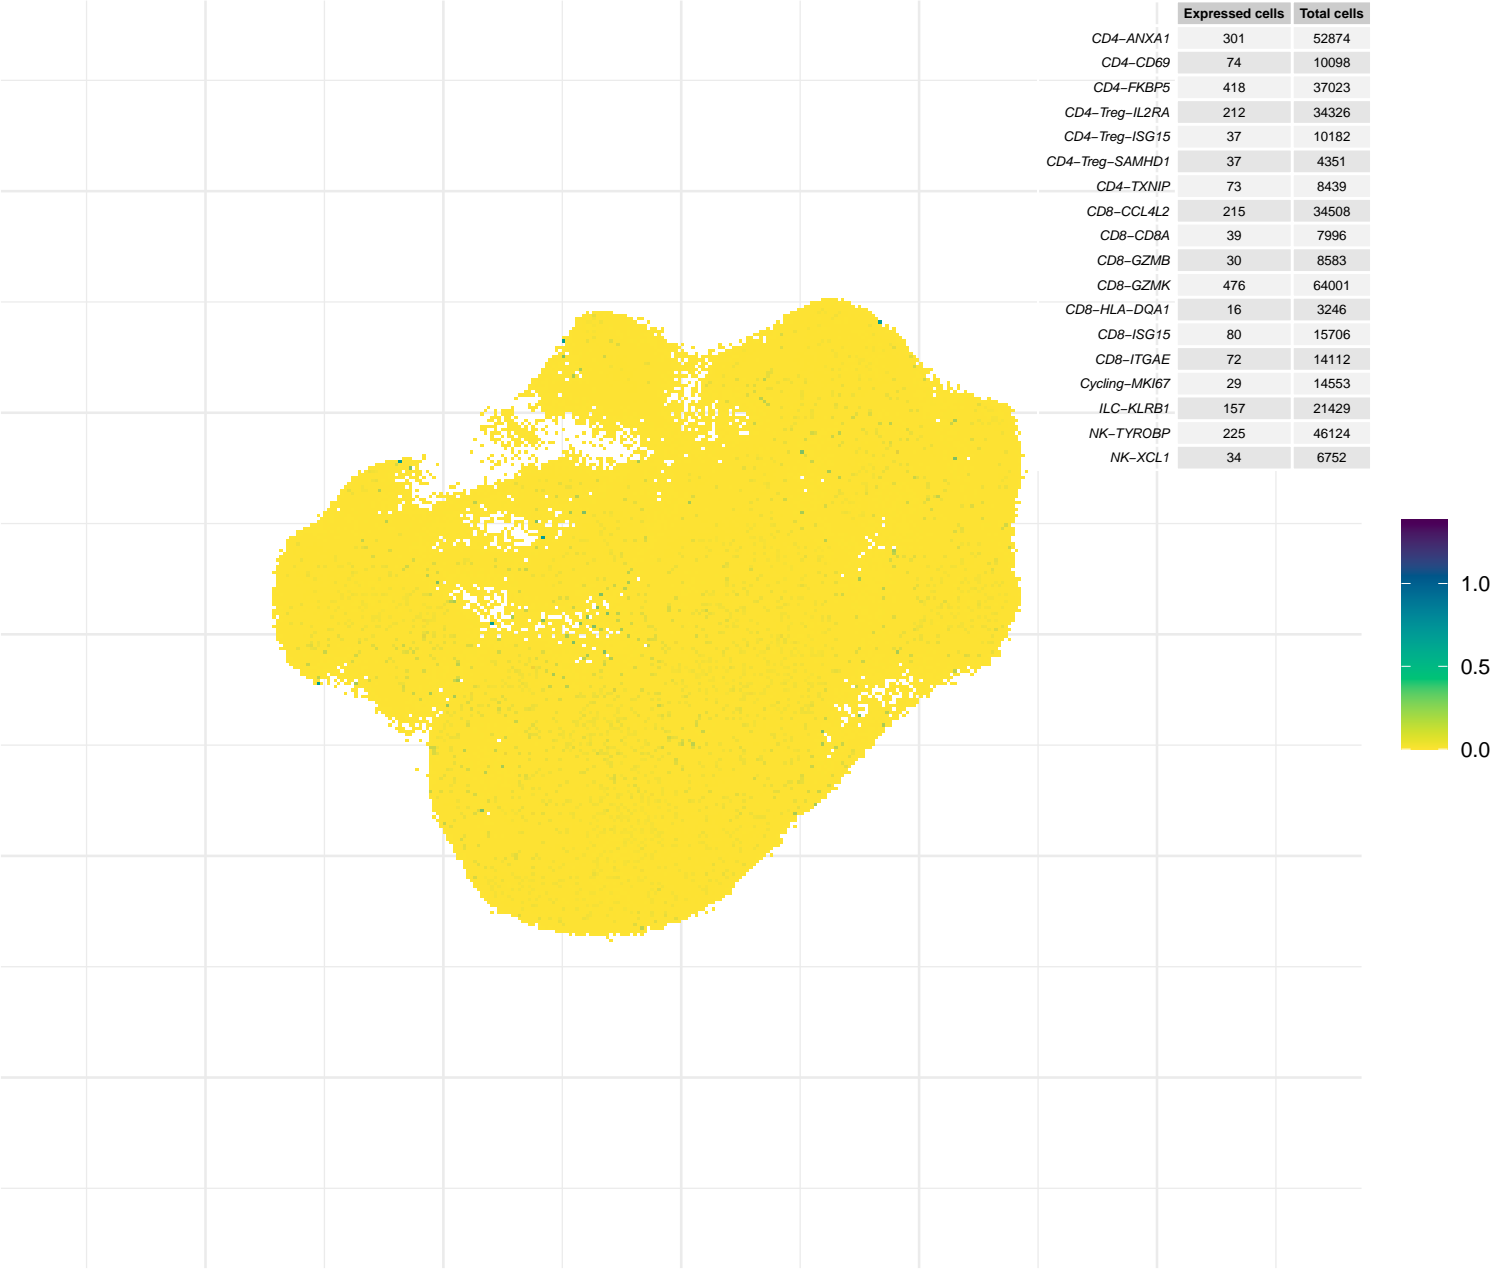 Expressed cells Total cells
CD4−ANXA1 301 52874
CD4−CD69 74 10098
CD4−FKBP5 418 37023
CD4−Treg−IL2RA 212 34326
CD4−Treg−ISG15 37 10182
CD4−Treg−SAMHD1 37 4351
CD4−TXNIP 73 8439
CD8−CCL4L2 215 34508
CD8−CD8A 39 7996
CD8−GZMB 30 8583
CD8−GZMK 476 64001
CD8−HLA−DQA1 16 3246
CD8−ISG15 80 15706
CD8−ITGAE 72 14112
Cycling−MKI67 29 14553
ILC−KLRB1 157 21429
NK−TYROBP 225 46124
NK−XCL1 34 6752
1.0
0.5
0.0